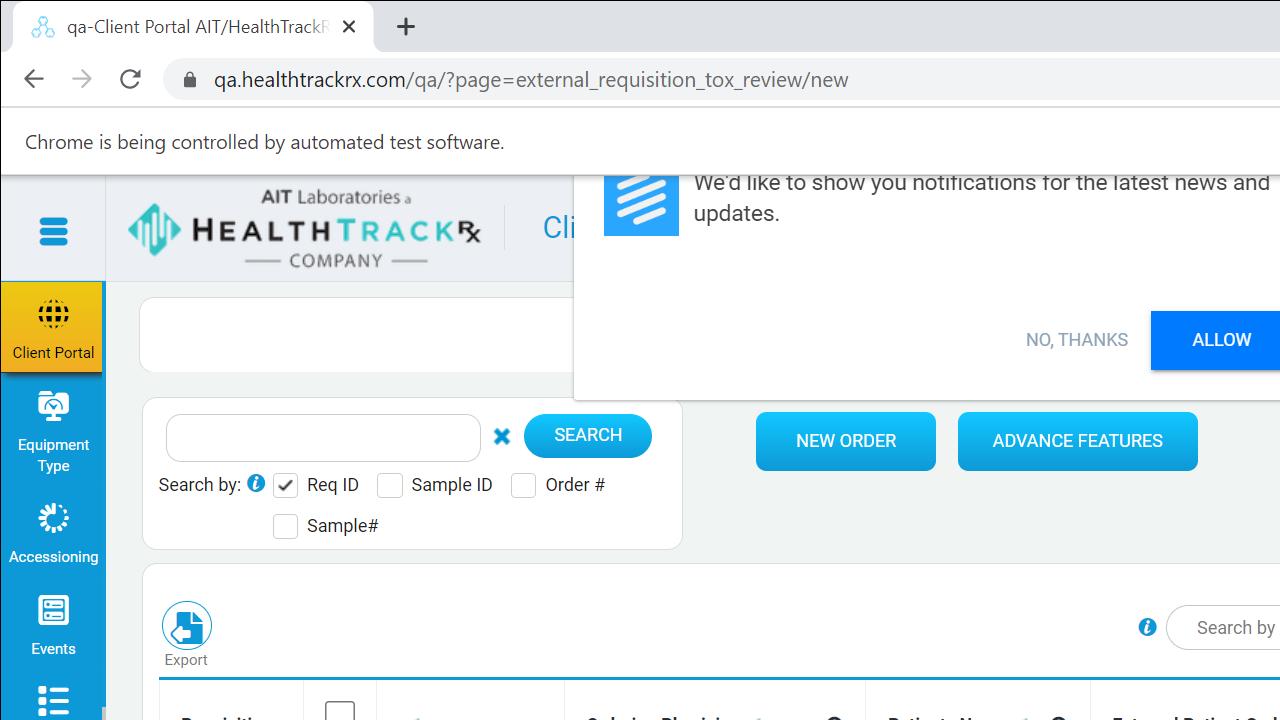 qa-Client Portal AIT/HealthTrackR
qa.healthtrackrx.com/qa/?page=external_requisition_tox_review/new
Chrome is being controlled by automated test software.
AIT Laboratories a
HEALTHTRACKRx
COMPANY
Cli
We'd like to show you notifications for the latest news and
updates.
NO, THANKS
ALLOW
Client Portal
Equipment
Type
Accessioning
Events
SEARCH
NEW ORDER
ADVANCE FEATURES
Search by:
Req ID
Sample ID
Order #
Sample#
Export
Search by